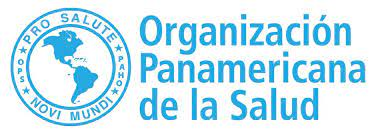 PRO SALUTE
OPS
PAHO
NOVI MUNDI
Organización
Panamericana
de la Salud